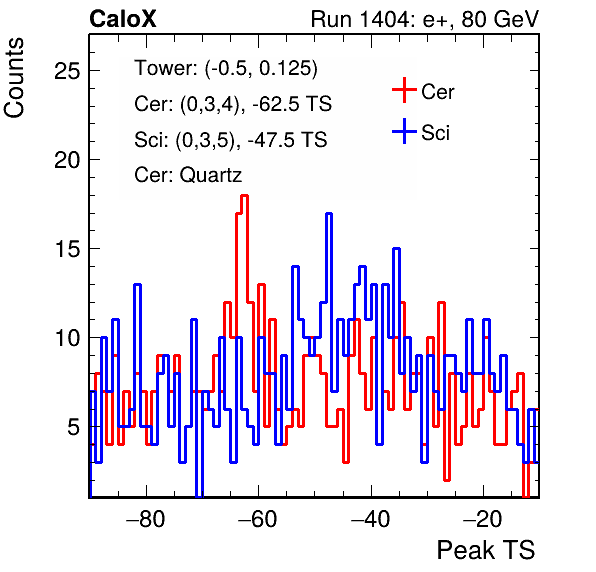 CaloX Run 1404: e+, 80 GeV
Counts
Tower: (-0.5, 0.125)
Cer: (0,3,4), -62.5 TS
Sci: (0,3,5), -47.5 TS
Cer: Quartz
Cer
Sci
25
20
15
10
5
−80 −60 −40 −20
Peak TS